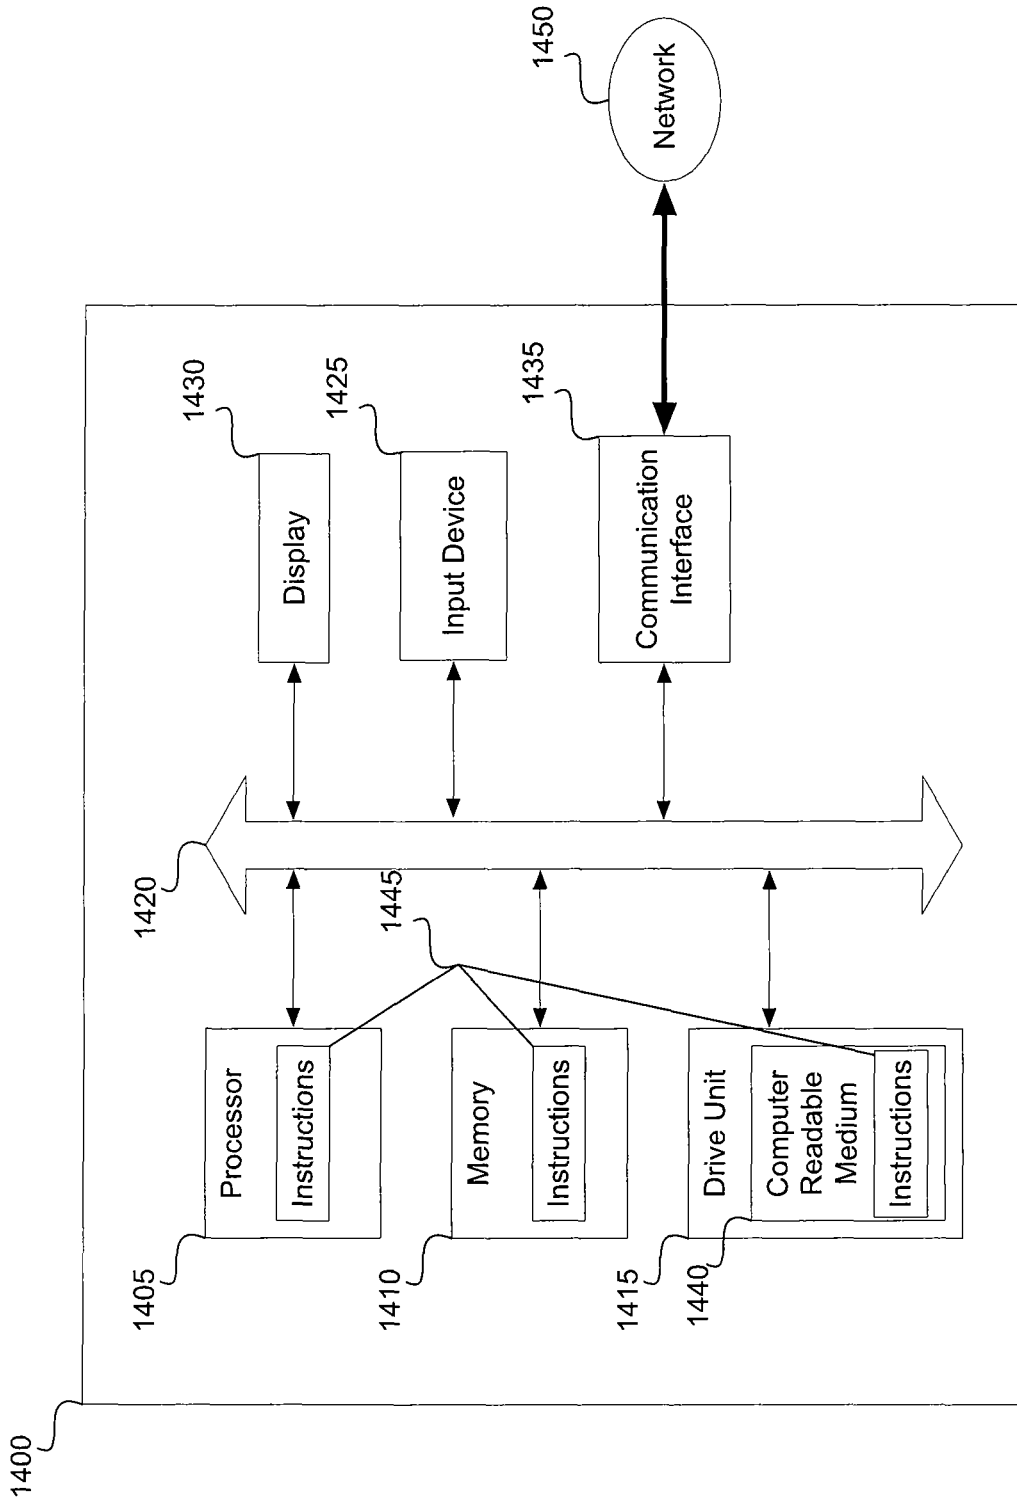 1400
1405
Processor
Instructions
1410
Memory
Instructions
1415
Drive Unit
1440
Computer
Readable
Medium
Instructions
1420
1445
1430
Display
1425
Input Device
1435
Communication
Interface
1450
Network